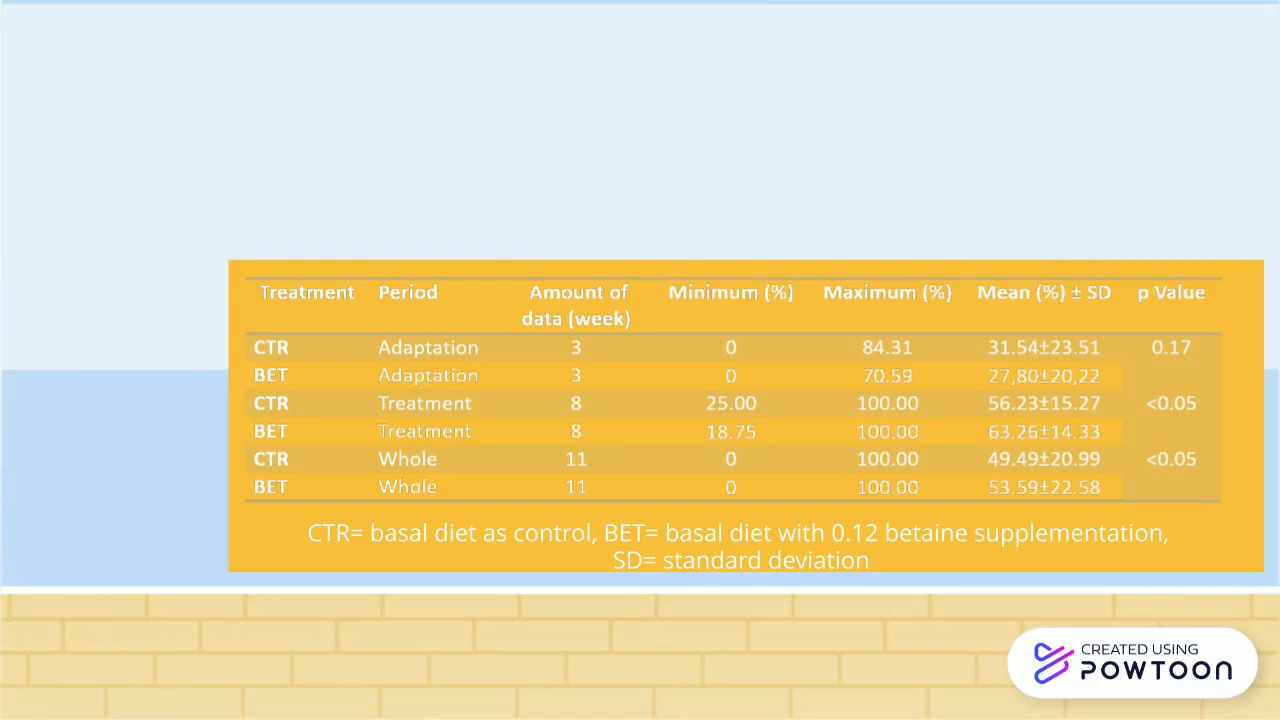 Treatment Period Amount of data (week) Minimum (%) Maximum (%) Mean (%) ± SD p Value
CTR Adaptation 3 0 84.31 31.54±23.51 0.17
BET Adaptation 3 0 70.59 27,80±20,22
CTR Treatment 8 25.00 100.00 56.23±15.27 <0.05
BET Treatment 8 18.75 100.00 63.26±14.33
CTR Whole 11 0 100.00 49.49±20.99 <0.05
BET Whole 11 0 100.00 53.59±22.58
CTR= basal diet as control, BET= basal diet with 0.12 betaine supplementation,
SD= standard deviation
CREATED USING
POWTOON